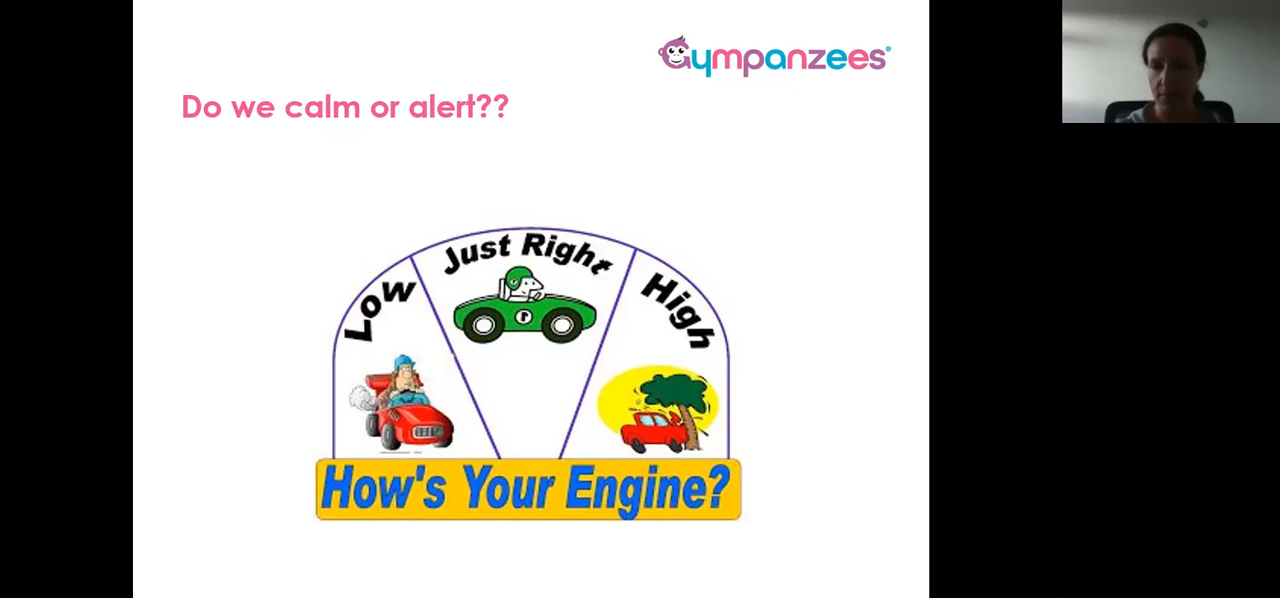 Gympanzees
Do we calm or alert??
Low
Just Right
High
How's Your Engine?